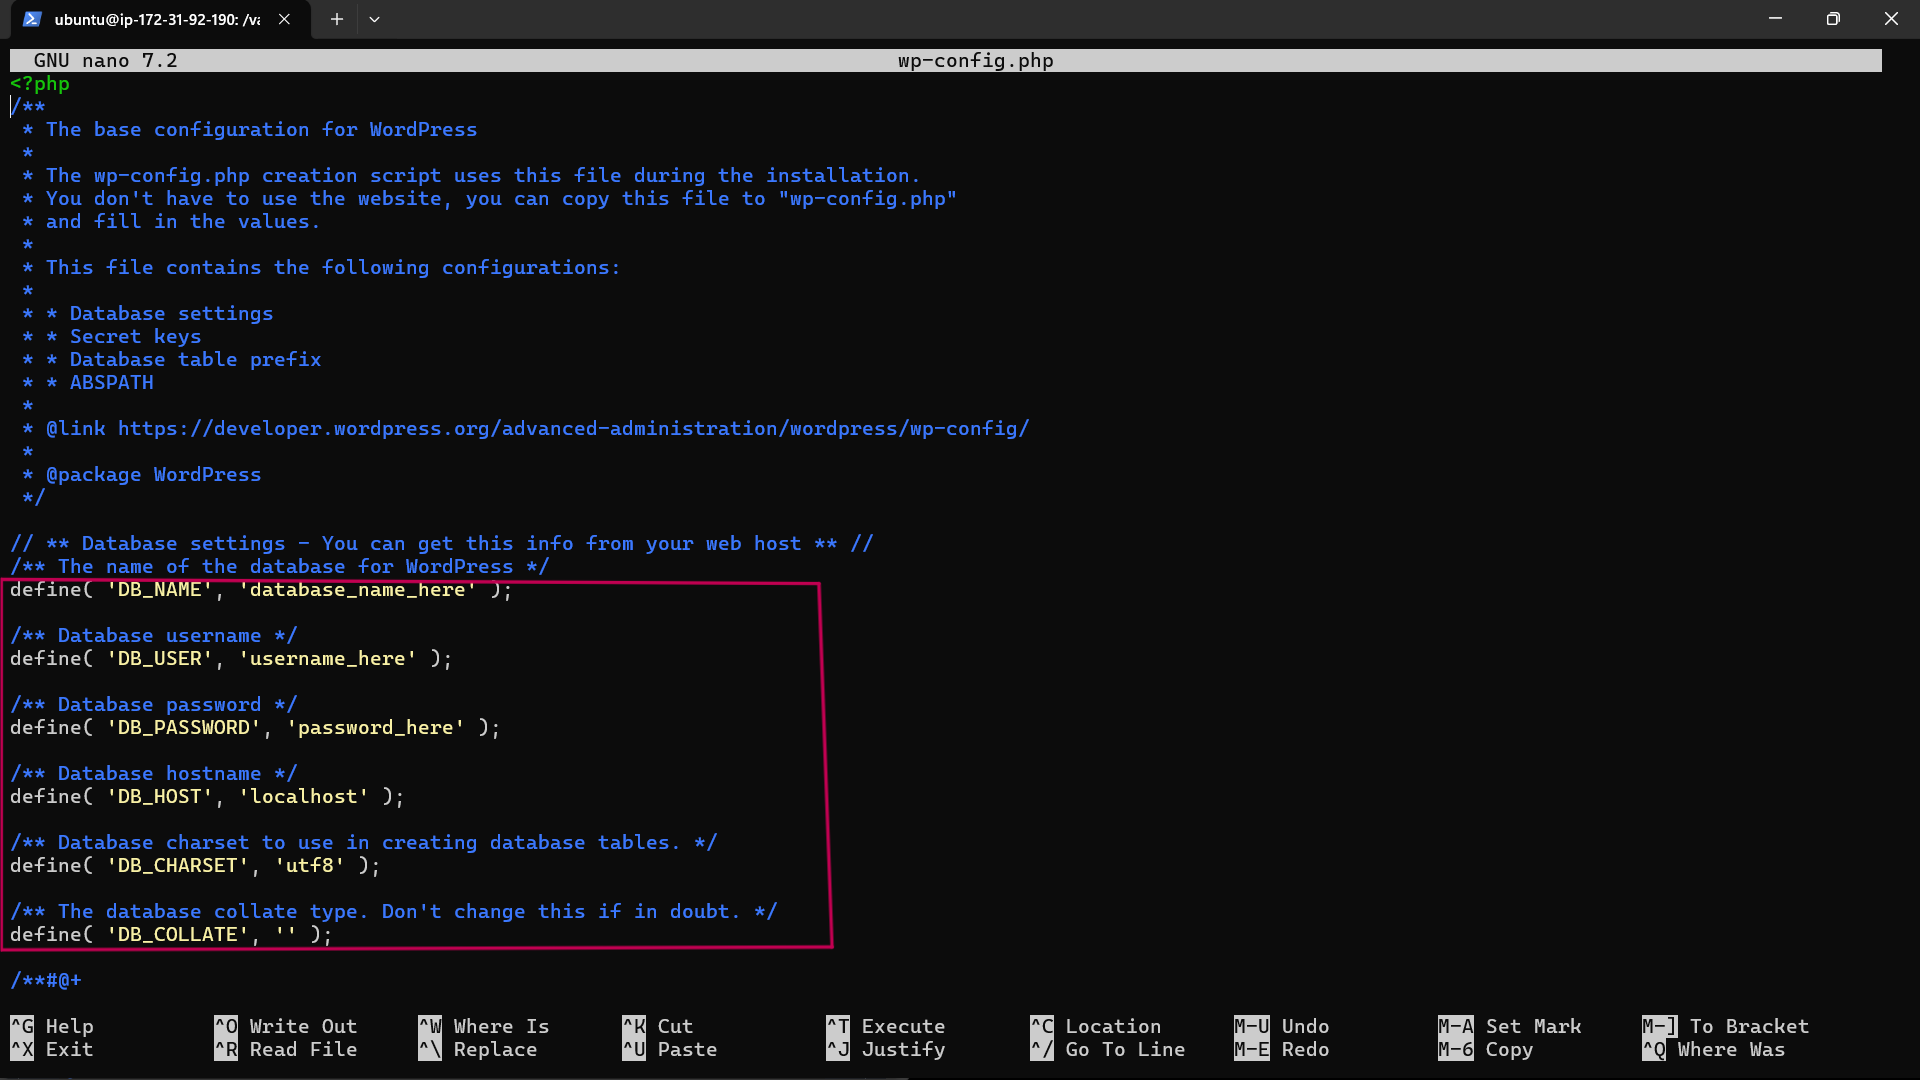 ubuntu@ip-172-31-92-190: /va
GNU nano 7.2 wp-config.php
<?php
/**
 * The base configuration for WordPress
 *
 * The wp-config.php creation script uses this file during the installation.
 * You don't have to use the website, you can copy this file to "wp-config.php"
 * and fill in the values.
 *
 * This file contains the following configurations:
 *
 * * Database settings
 * * Secret keys
 * * Database table prefix
 * * ABSPATH
 *
 * @link https://developer.wordpress.org/advanced-administration/wordpress/wp-config/
 *
 * @package WordPress
 */
// ** Database settings - You can get this info from your web host ** //
/** The name of the database for WordPress */
define( 'DB_NAME', 'database_name_here' );
/** Database username */
define( 'DB_USER', 'username_here' );
/** Database password */
define( 'DB_PASSWORD', 'password_here' );
/** Database hostname */
define( 'DB_HOST', 'localhost' );
/** Database charset to use in creating database tables. */
define( 'DB_CHARSET', 'utf8' );
/** The database collate type. Don't change this if in doubt. */
define( 'DB_COLLATE', '' );
/**#@+
^G Help ^O Write Out ^W Where Is ^K Cut ^T Execute ^C Location M-U Undo M-A Set Mark M-] To Bracket
^X Exit ^R Read File ^\ Replace ^U Paste ^J Justify ^/ Go To Line M-E Redo M-6 Copy ^Q Where Was